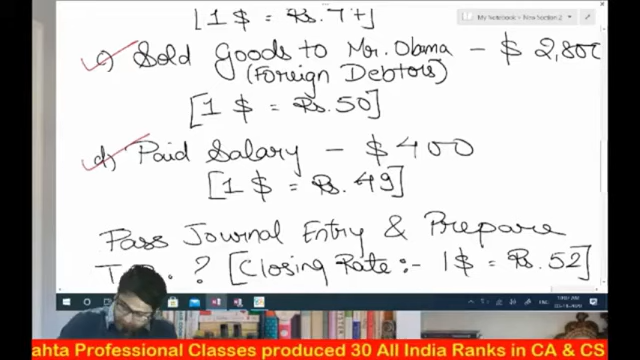 [1 $ = Rs.47]
My Notebook - New Section 2
c) Sold Goods to Mr. Obama - $ 2,800
(Foreign Debtors)
[1 $ = Rs.50]
d) Paid Salary - $400
[1 $ = Rs. 49]
Pass Journal Entry & Prepare
? [Closing Rate :- 1$ = Rs. 52]
ENG
ahta Professional Classes produced 30 All India Ranks in CA & CS